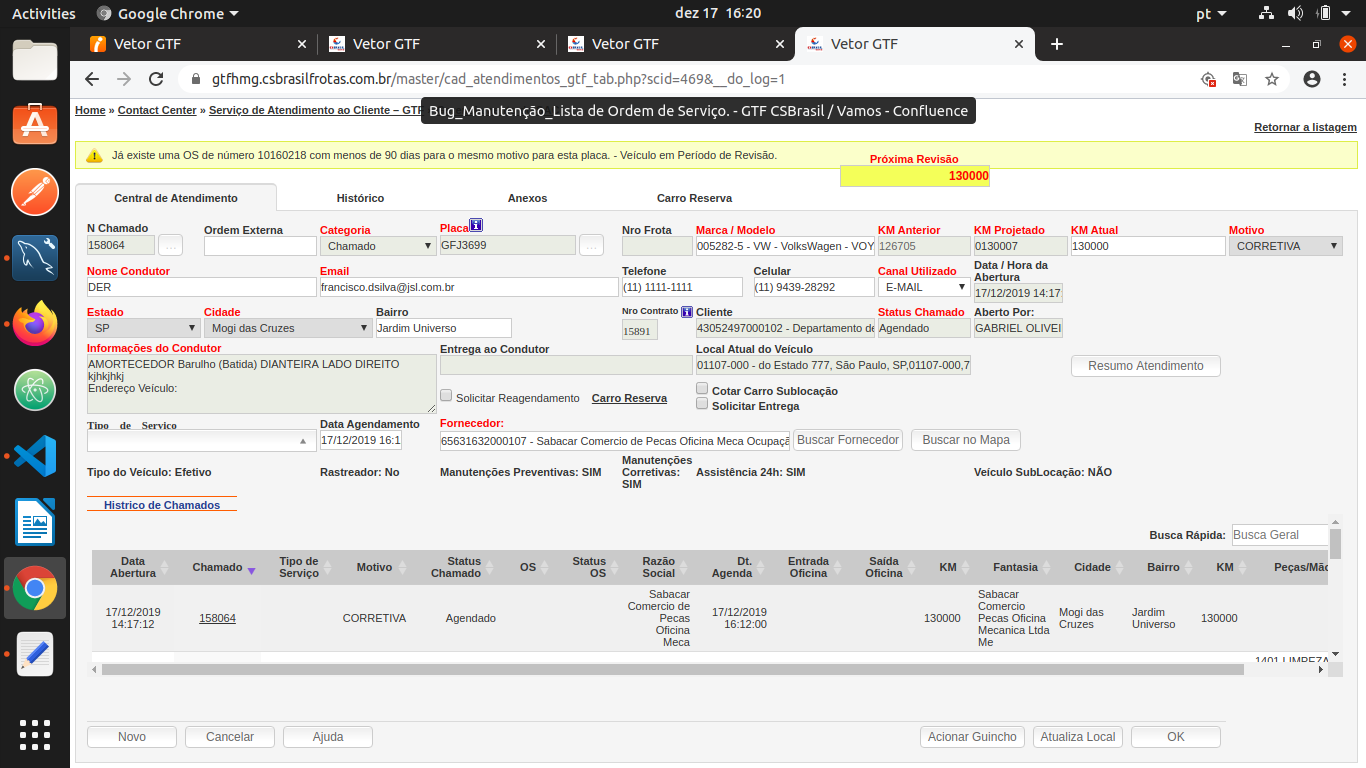 Activities
Google Chrome
dez 17 16:20
pt
Vetor GTF
Vetor GTF
Vetor GTF
Vetor GTF
gtfhmg.csbrasilfrotas.com.br/master/cad_atendimentos_gtf_tab.php?scid=469&__do_log=1
Home » Contact Center » Serviço de Atendimento ao Cliente – GTF
Bug_Manutenção_Lista de Ordem de Serviço. - GTF CSBrasil / Vamos - Confluence
Retornar a listagem
Já existe uma OS de número 10160218 com menos de 90 dias para o mesmo motivo para esta placa. - Veículo em Período de Revisão.
Próxima Revisão
130000
Central de Atendimento
Histórico
Anexos
Carro Reserva
N Chamado
Ordem Externa
Categoria
Placa
Nro Frota
Marca / Modelo
KM Anterior
KM Projetado
KM Atual
Motivo
158064
...
Chamado
GFJ3699
...
005282-5 - VW - VolksWagen - VOY
126705
0130007
130000
CORRETIVA
Nome Condutor
Email
Telefone
Celular
Canal Utilizado
Data / Hora da
Abertura
DER
francisco.dsilva@jsl.com.br
(11) 1111-1111
(11) 9439-28292
E-MAIL
17/12/2019 14:17:
Estado
Cidade
Bairro
Nro Contrato
Cliente
Status Chamado
Aberto Por:
SP
Mogi das Cruzes
Jardim Universo
15891
43052497000102 - Departamento de
Agendado
GABRIEL OLIVEI
Informações do Condutor
Entrega ao Condutor
Local Atual do Veículo
AMORTECEDOR Barulho (Batida) DIANTEIRA LADO DIREITO
kjhkjhkj
Endereço Veículo:
01107-000 - do Estado 777, São Paulo, SP,01107-000,7
Resumo Atendimento
Solicitar Reagendamento
Carro Reserva
Cotar Carro Sublocação
Solicitar Entrega
Tipo de Serviço
Data Agendamento
Fornecedor:
17/12/2019 16:1
65631632000107 - Sabacar Comercio de Pecas Oficina Meca Ocupaçã
Buscar Fornecedor
Buscar no Mapa
Tipo do Veículo: Efetivo
Rastreador: No
Manutenções Preventivas: SIM
Manutenções
Corretivas:
SIM
Assistência 24h: SIM
Veículo SubLocação: NÃO
Histrico de Chamados
Busca Rápida:
Busca Geral
Data
Abertura
Chamado
Tipo de
Serviço
Motivo
Status
Chamado
OS
Status
OS
Razão
Social
Dt.
Agenda
Entrada
Oficina
Saída
Oficina
KM
Fantasia
Cidade
Bairro
KM
Peças/Mão
17/12/2019
14:17:12
158064
CORRETIVA
Agendado
Sabacar
Comercio de
Pecas
Oficina
Meca
17/12/2019
16:12:00
130000
Sabacar
Comercio
Pecas Oficina
Mecanica Ltda
Me
Mogi das
Cruzes
Jardim
Universo
130000
1401 LIMPEZA
Novo
Cancelar
Ajuda
Acionar Guincho
Atualiza Local
OK